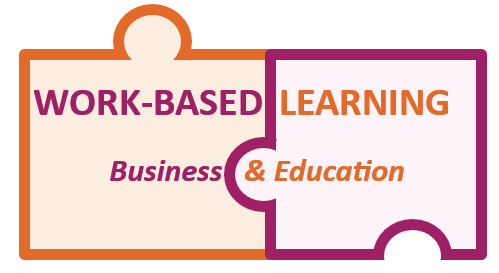 WORK-BASED LEARNING
Business & Education